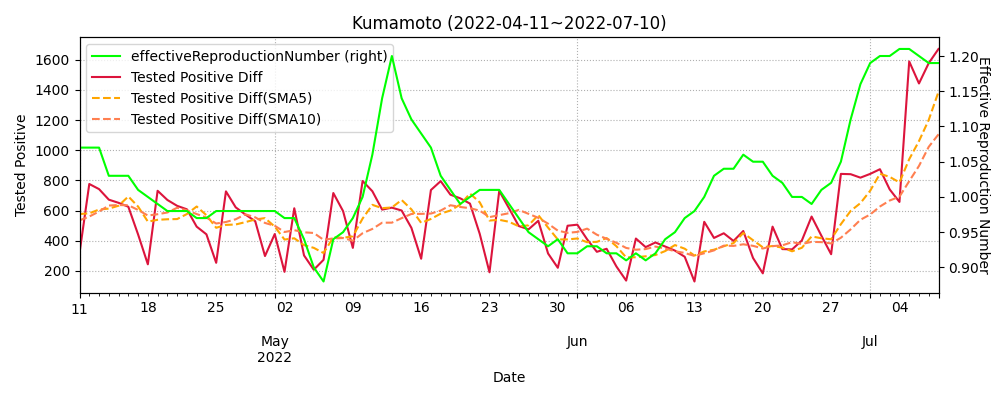 Kumamoto (2022-04-11~2022-07-10)
effectiveReproductionNumber (right)
Tested Positive Diff
Tested Positive Diff(SMA5)
Tested Positive Diff(SMA10)
Tested Positive
1600
1400
1200
1000
800
600
400
200
1.20
1.15
1.10
1.05
1.00
0.95
0.90
Effective Reproduction Number
11 18 25 02 09 16 23 30 06 13 20 27 04
May Jun Jul
2022
Date